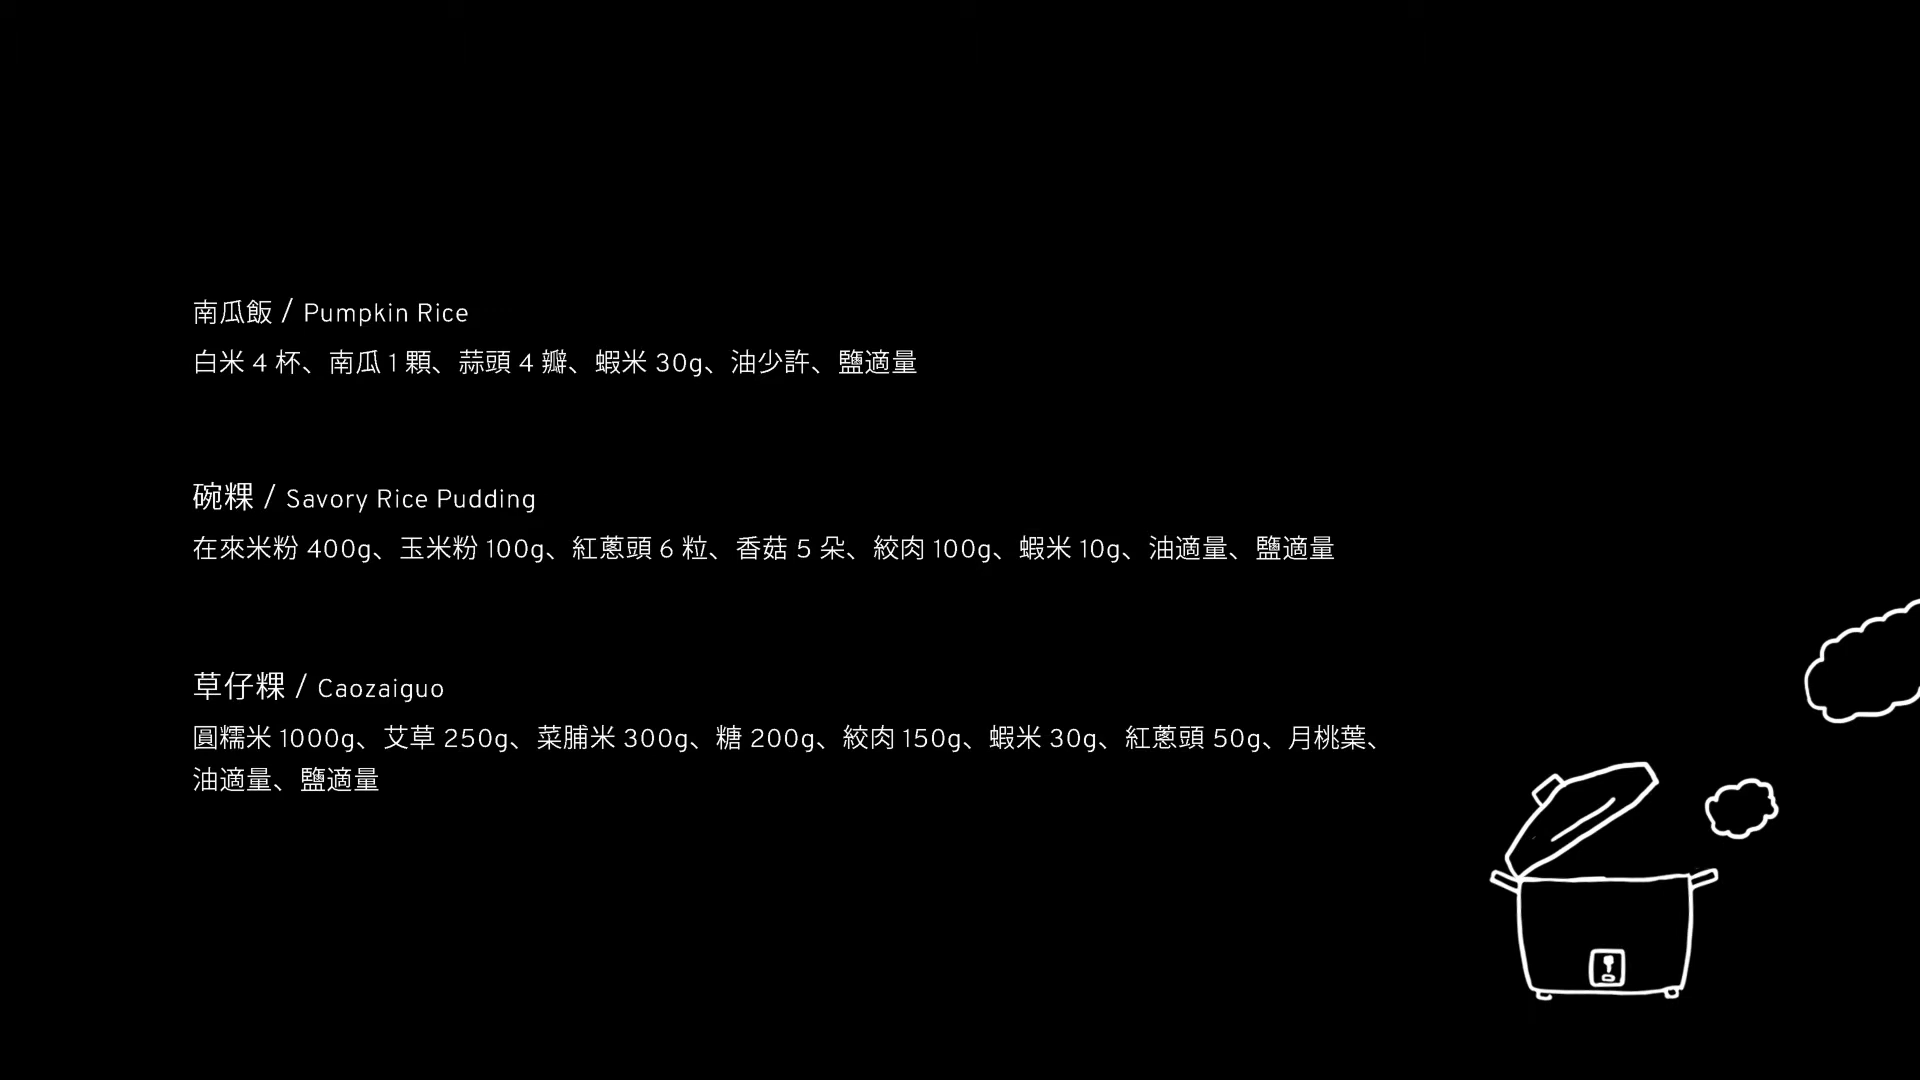 南瓜飯 / Pumpkin Rice
白米 4 杯、南瓜 1 顆、蒜頭 4 瓣、蝦米 30g、油少許、鹽適量
碗粿 / Savory Rice Pudding
在來米粉 400g、玉米粉 100g、紅蔥頭 6 粒、香菇 5 朵、絞肉 100g、蝦米 10g、油適量、鹽適量
草仔粿 / Caozaiguo
圓糯米 1000g、艾草 250g、菜脯米 300g、糖 200g、絞肉 150g、蝦米 30g、紅蔥頭 50g、月桃葉、
油適量、鹽適量